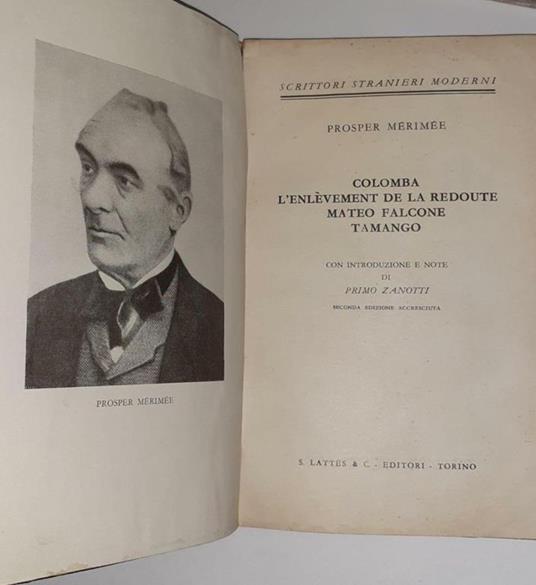 PROSPER MÉRIMÉE
SCRITTORI STRANIERI MODERNI
PROSPER MÉRIMÉE
COLOMBA
L'ENLÈVEMENT DE LA REDOUTE
MATEO FALCONE
TAMANGO
CON INTRODUZIONE E NOTE
DI
PRIMO ZANOTTI
SECONDA EDIZIONE ACCRESCIUTA
S. LATTES & C. - EDITORI - TORINO